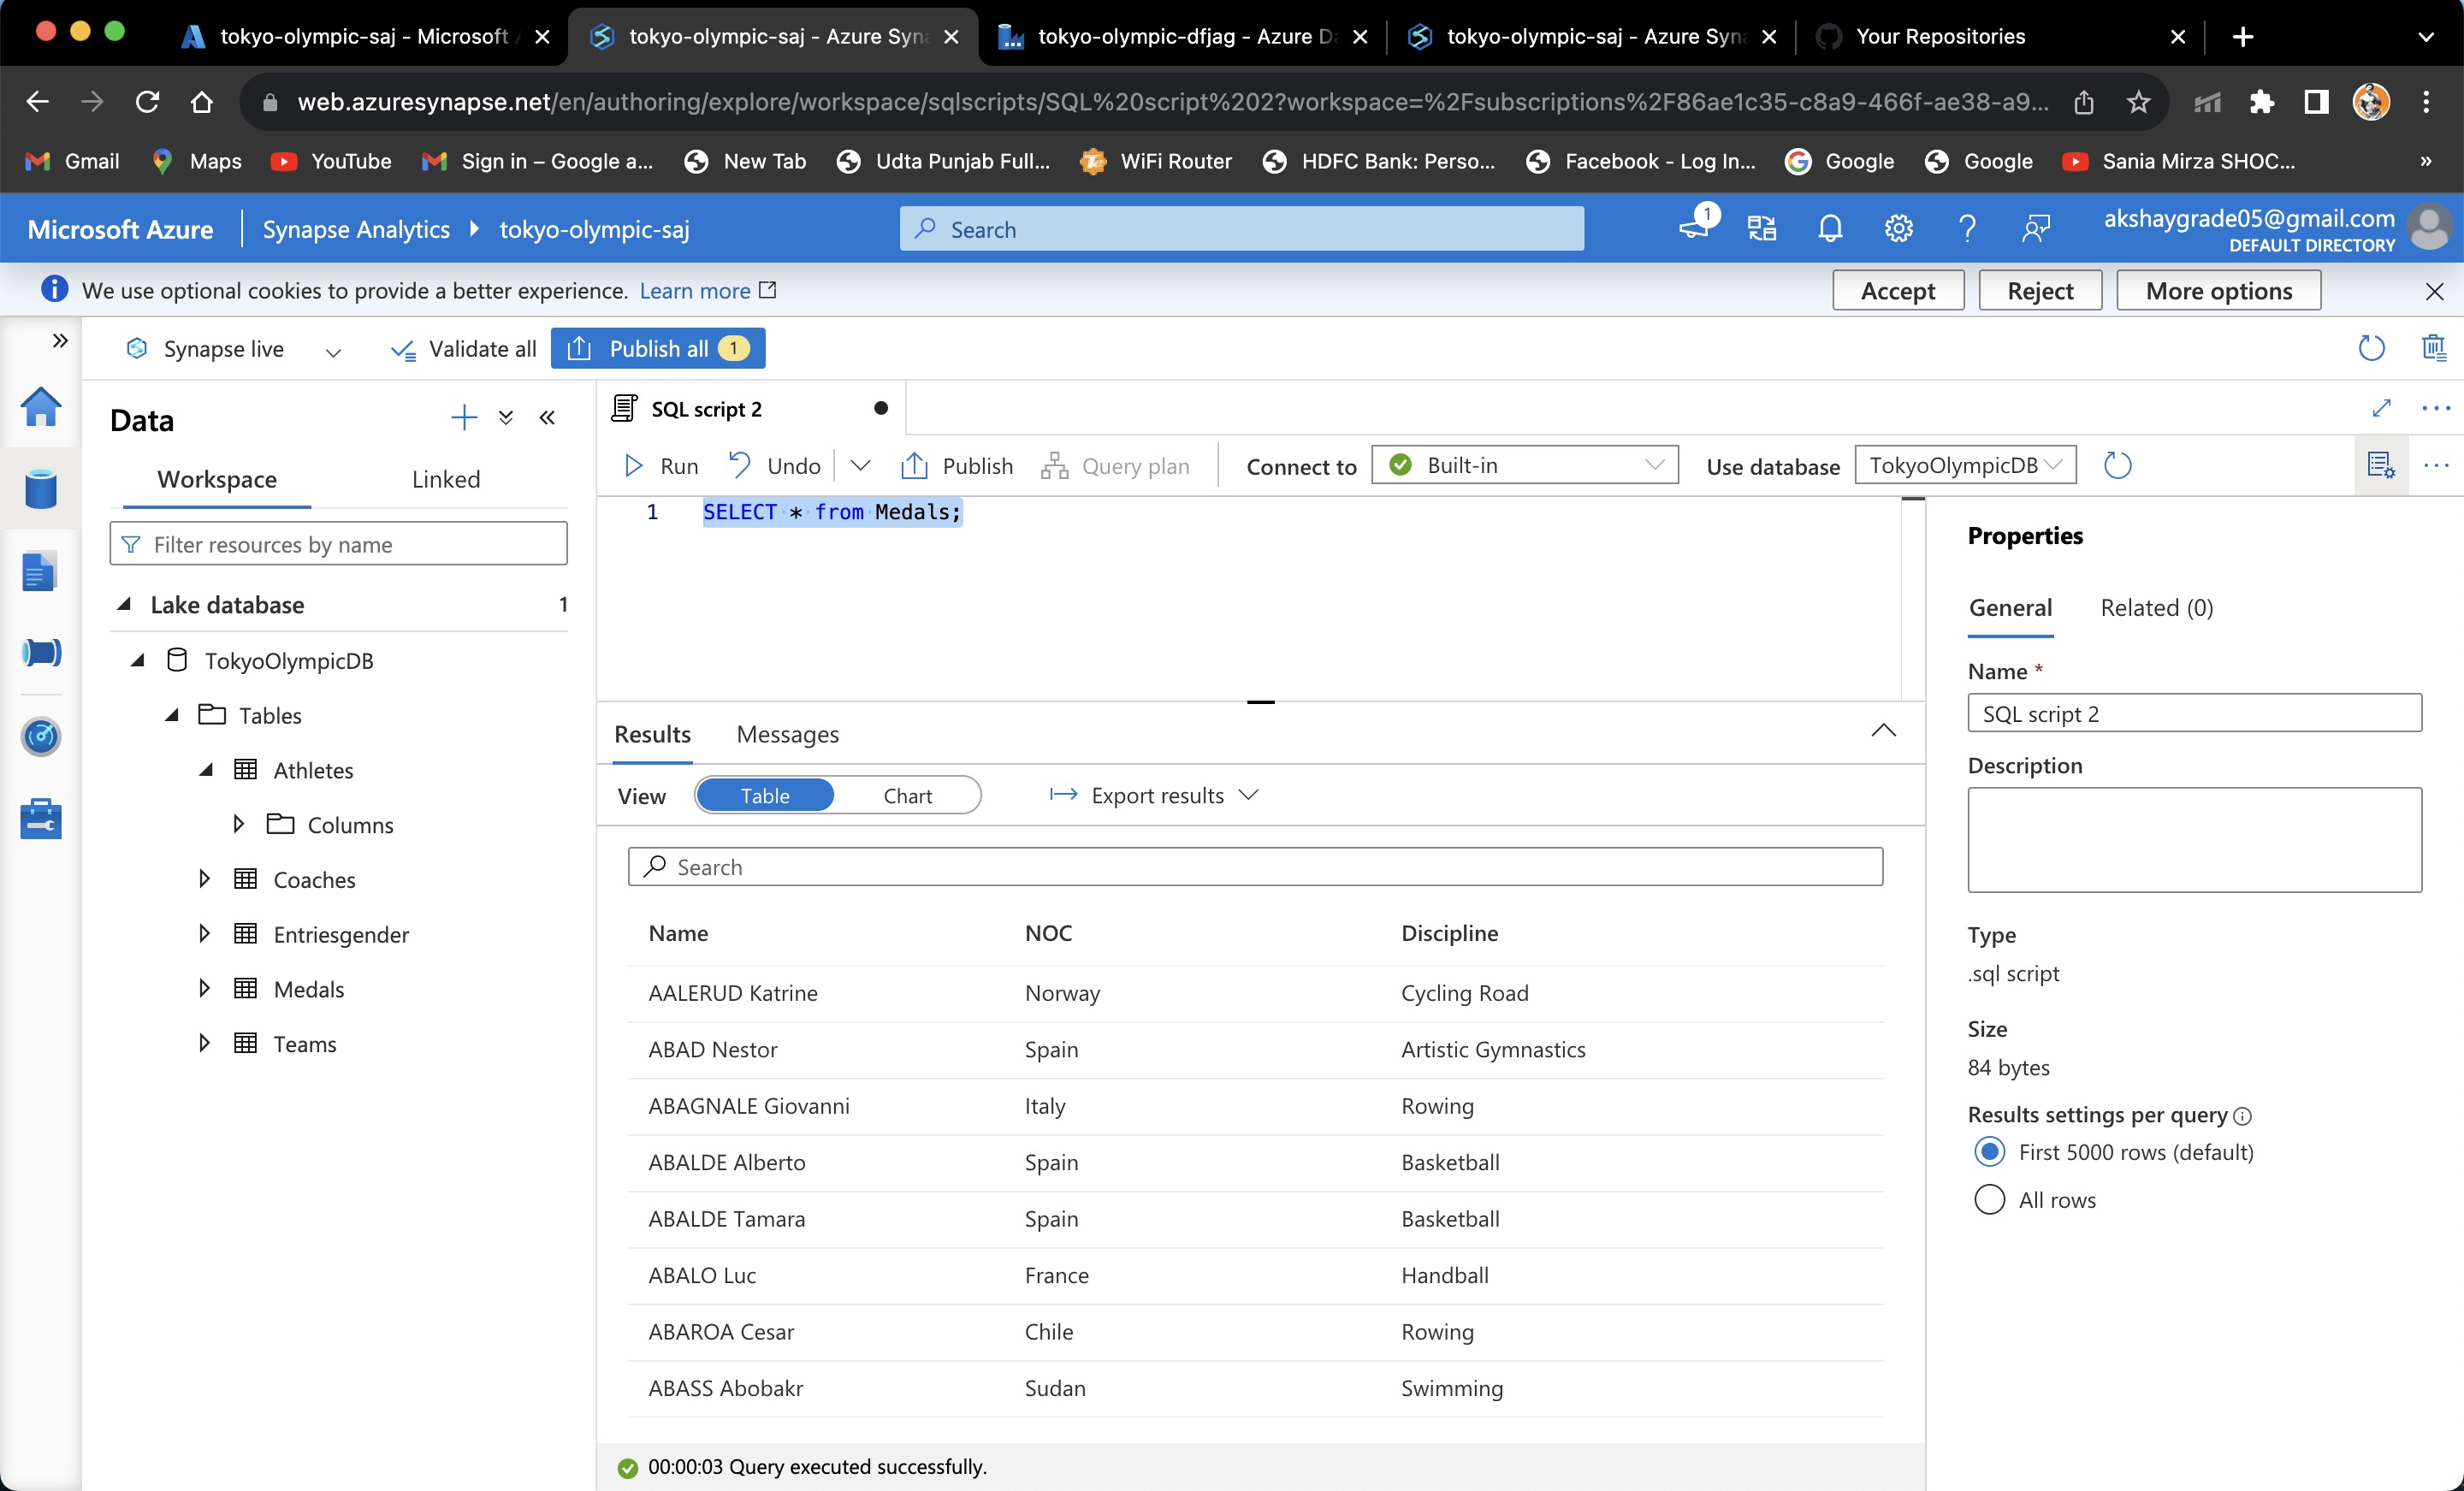 tokyo-olympic-saj - Microsoft A
tokyo-olympic-saj - Azure Syna
tokyo-olympic-dfjag - Azure Da
tokyo-olympic-saj - Azure Syna
Your Repositories
web.azuresynapse.net/en/authoring/explore/workspace/sqlscripts/SQL%20script%202?workspace=%2Fsubscriptions%2F86ae1c35-c8a9-466f-ae38-a9...
Gmail
Maps
YouTube
Sign in – Google a...
New Tab
Udta Punjab Full...
WiFi Router
HDFC Bank: Perso...
Facebook - Log In...
Google
Google
Sania Mirza SHOC...
»
Microsoft Azure
Synapse Analytics
tokyo-olympic-saj
Search
1
akshaygrade05@gmail.com
DEFAULT DIRECTORY
We use optional cookies to provide a better experience. Learn more
Accept
Reject
More options
Synapse live
Validate all
Publish all 1
Data
Workspace
Linked
Filter resources by name
Lake database 1
TokyoOlympicDB
Tables
Athletes
Columns
Coaches
Entriesgender
Medals
Teams
SQL script 2
Run
Undo
Publish
Query plan
Connect to
Built-in
Use database
TokyoOlympicDB
1 SELECT * from Medals;
Results
Messages
View
Table
Chart
Export results
Search
Name NOC Discipline
AALERUD Katrine Norway Cycling Road
ABAD Nestor Spain Artistic Gymnastics
ABAGNALE Giovanni Italy Rowing
ABALDE Alberto Spain Basketball
ABALDE Tamara Spain Basketball
ABALO Luc France Handball
ABAROA Cesar Chile Rowing
ABASS Abobakr Sudan Swimming
00:00:03 Query executed successfully.
Properties
General
Related (0)
Name *
SQL script 2
Description
Type
.sql script
Size
84 bytes
Results settings per query
First 5000 rows (default)
All rows